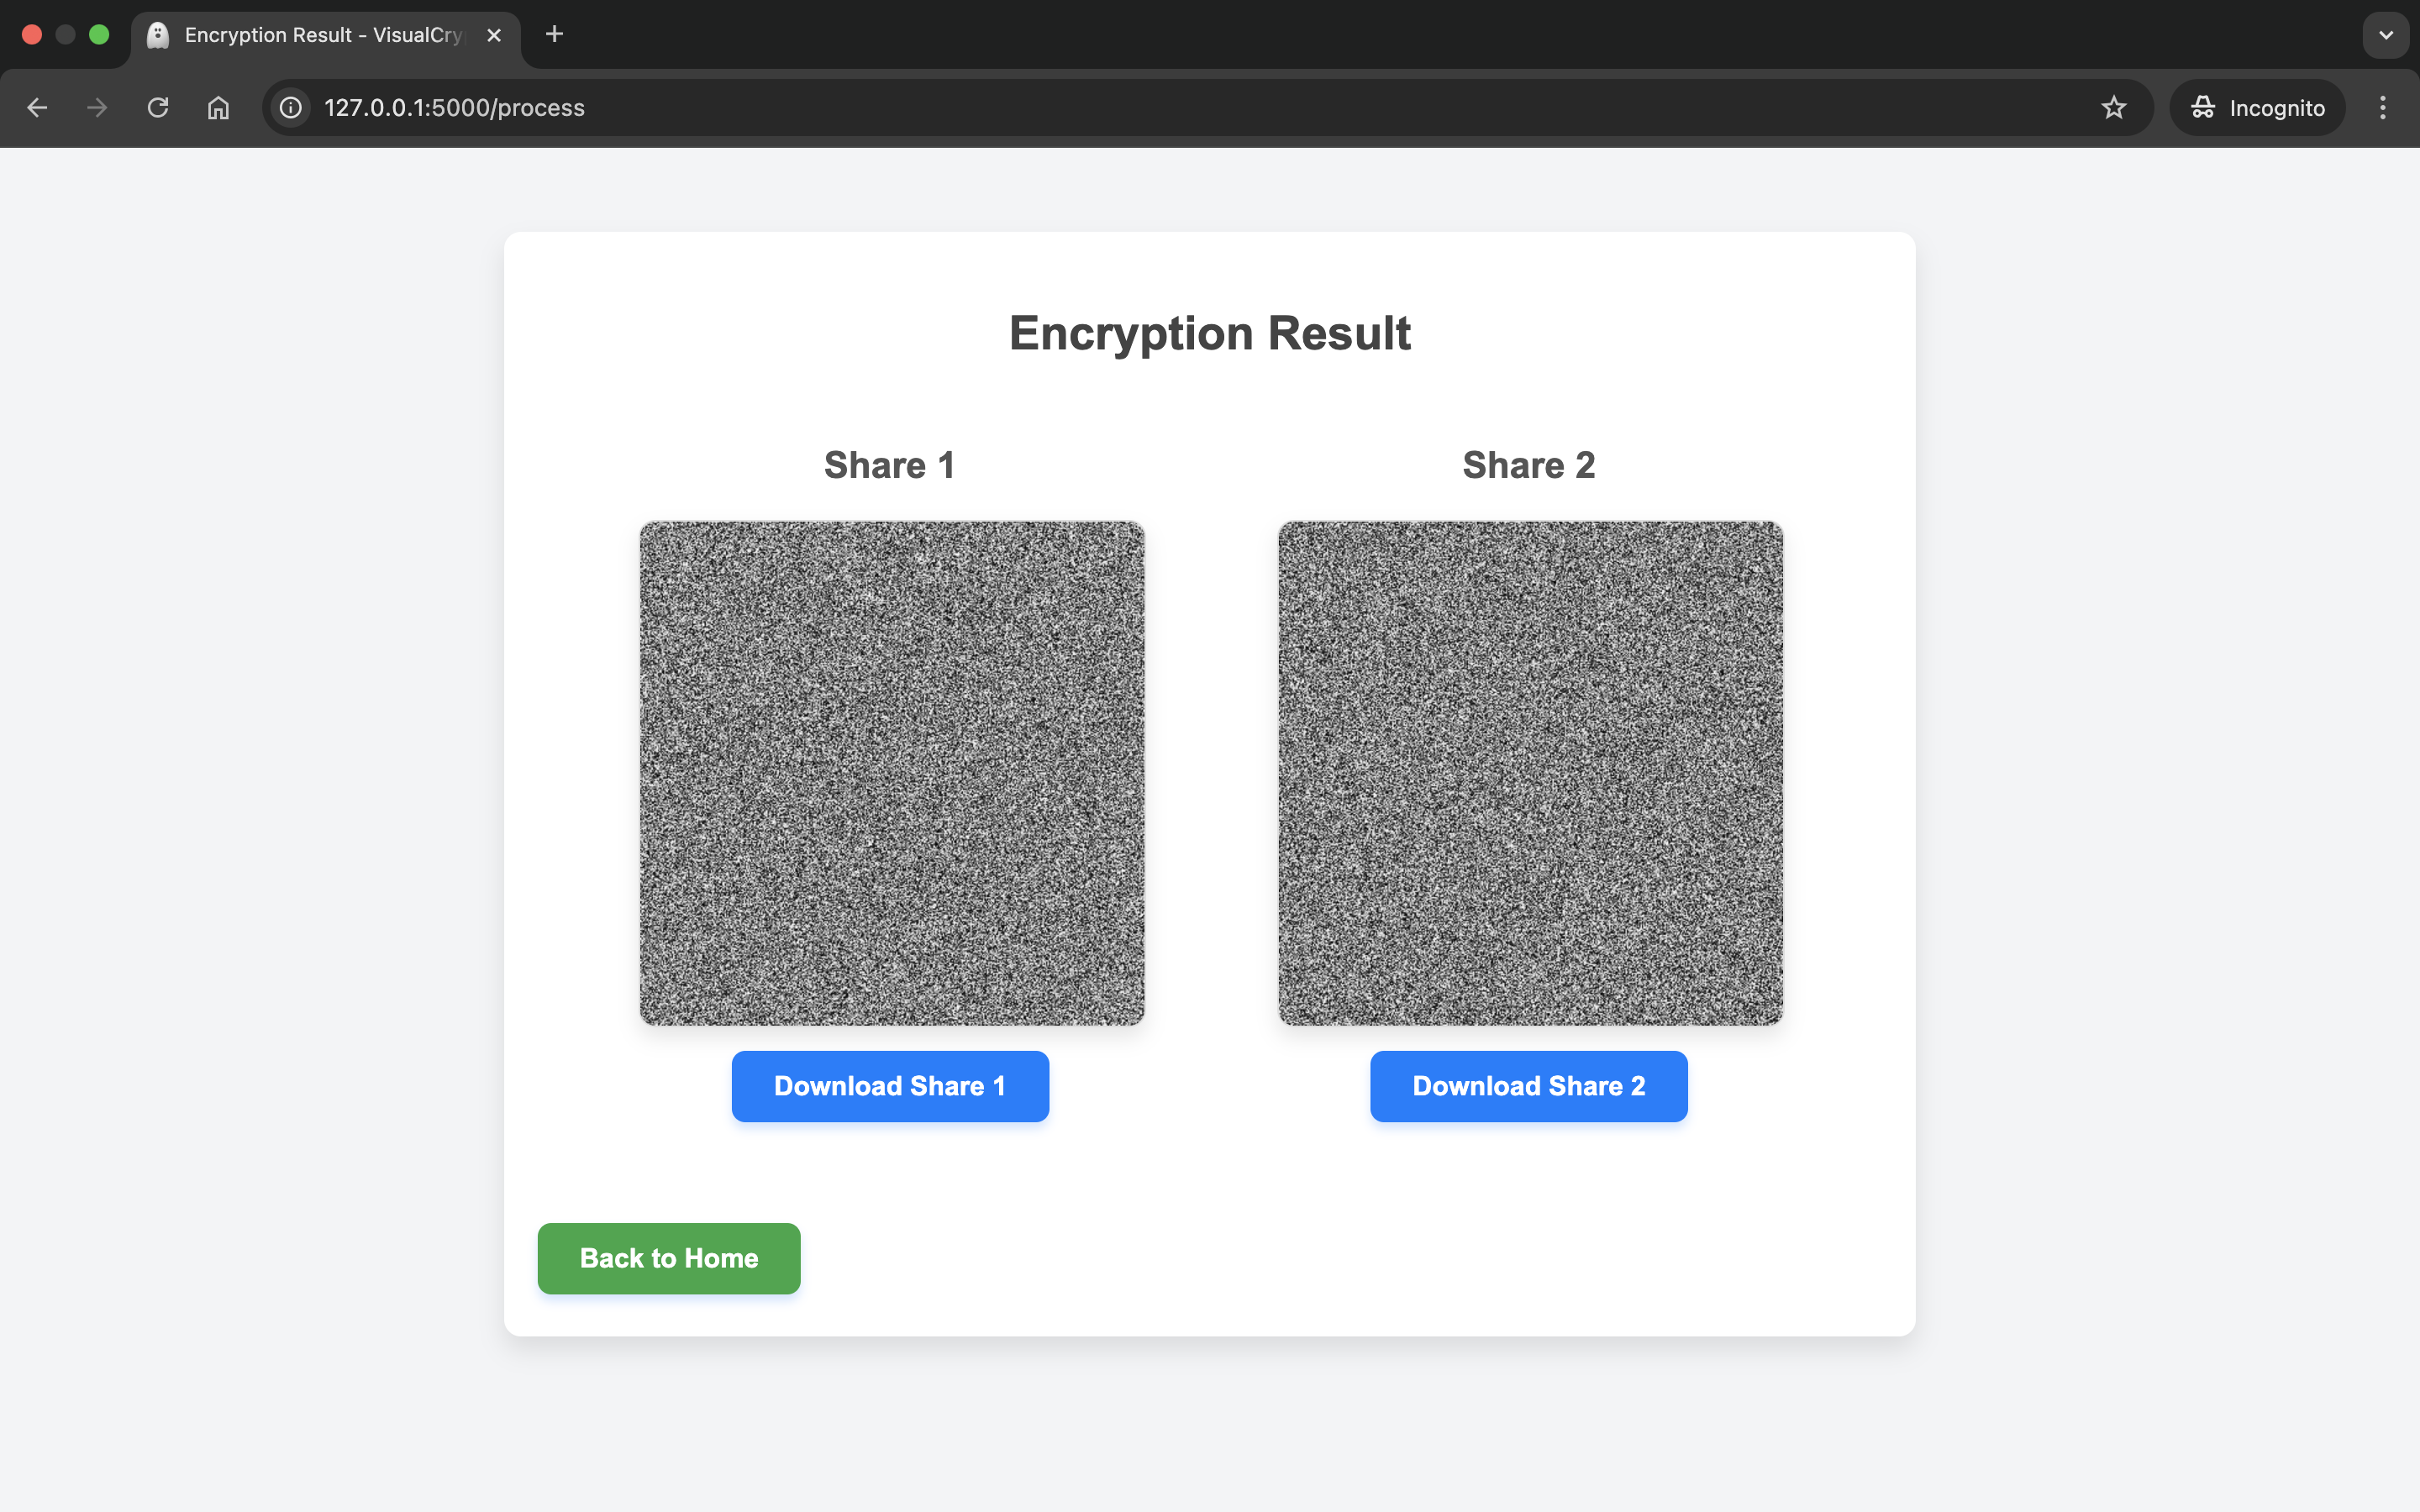 Encryption Result - VisualCry
127.0.0.1:5000/process
Incognito
Encryption Result
Share 1
Share 2
Download Share 1
Download Share 2
Back to Home